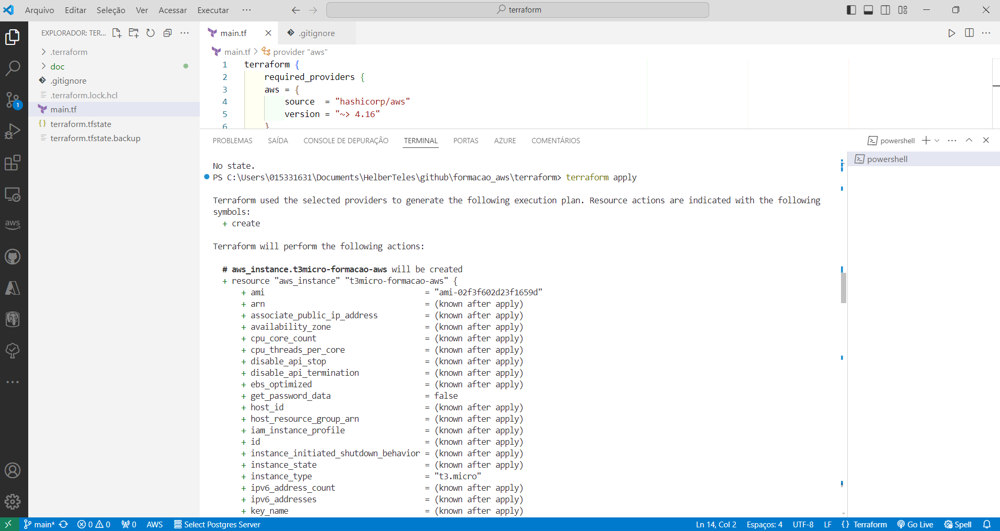 Arquivo Editar Seleção Ver Acessar Executar ··· terraform
EXPLORADOR: TER... ···
.terraform
doc
.gitignore
.terraform.lock.hcl
main.tf
{} terraform.tfstate
terraform.tfstate.backup
aws
1
main.tf .gitignore
main.tf > provider "aws"
1 terraform {
2 required_providers {
3 aws = {
4 source = "hashicorp/aws"
5 version = "~> 4.16"
6 }
PROBLEMAS SAÍDA CONSOLE DE DEPURAÇÃO TERMINAL PORTAS AZURE COMENTÁRIOS powershell
powershell
No state.
PS C:\Users\015331631\Documents\HelberTeles\github\formacao_aws\terraform> terraform apply
Terraform used the selected providers to generate the following execution plan. Resource actions are indicated with the following
symbols:
+ create
Terraform will perform the following actions:
# aws_instance.t3micro-formacao-aws will be created
+ resource "aws_instance" "t3micro-formacao-aws" {
+ ami = "ami-02f3f602d23f1659d"
+ arn = (known after apply)
+ associate_public_ip_address = (known after apply)
+ availability_zone = (known after apply)
+ cpu_core_count = (known after apply)
+ cpu_threads_per_core = (known after apply)
+ disable_api_stop = (known after apply)
+ disable_api_termination = (known after apply)
+ ebs_optimized = (known after apply)
+ get_password_data = false
+ host_id = (known after apply)
+ host_resource_group_arn = (known after apply)
+ iam_instance_profile = (known after apply)
+ id = (known after apply)
+ instance_initiated_shutdown_behavior = (known after apply)
+ instance_state = (known after apply)
+ instance_type = "t3.micro"
+ ipv6_address_count = (known after apply)
+ ipv6_addresses = (known after apply)
+ key_name = (known after apply)
main* 0 0 0 AWS Select Postgres Server Ln 14, Col 2 Espaços: 4 UTF-8 LF {} Terraform Go Live Spell